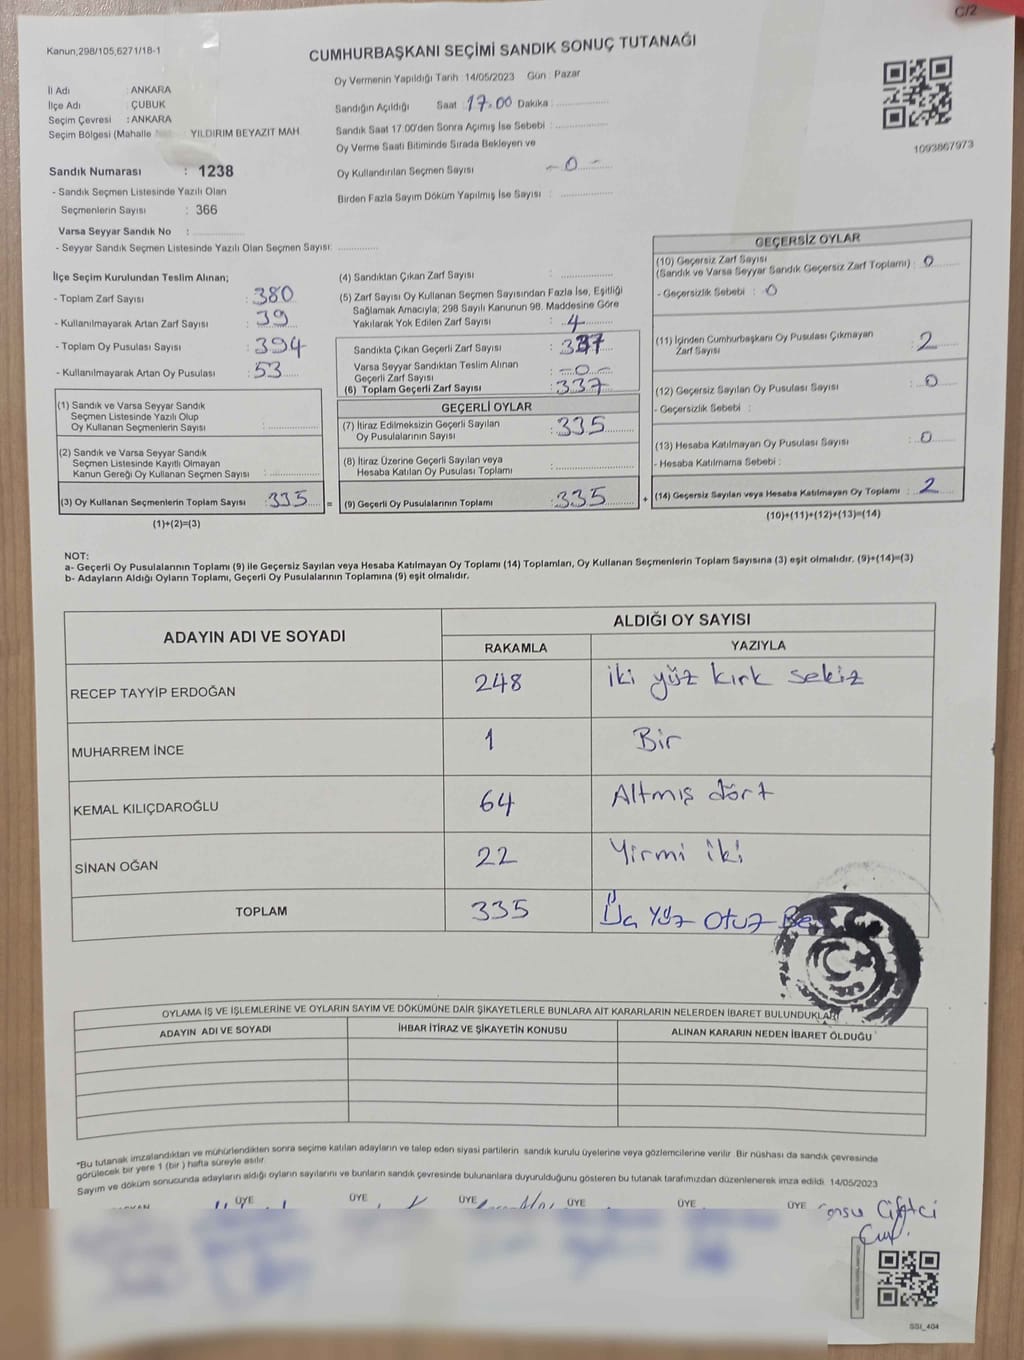 C/2
Kanun,298/105,6271/18-1
CUMHURBAŞKANI SEÇİMİ SANDIK SONUÇ TUTANAĞI
Oy Vermenin Yapıldığı Tarih :14/05/2023 Gün : Pazar
İl Adı : ANKARA
İlçe Adı : ÇUBUK
Seçim Çevresi : ANKARA
Seçim Bölgesi (Mahalle : YILDIRIM BEYAZIT MAH
Sandığın Açıldığı Saat 17.00 Dakika :
Sandık Saat 17:00'den Sonra Açımış İse Sebebi :
Oy Verme Saati Bitiminde Sırada Bekleyen ve
Oy Kullandırılan Seçmen Sayısı - 0 -
Birden Fazla Sayım Döküm Yapılmış İse Sayısı :
1093867973
Sandık Numarası : 1238
- Sandık Seçmen Listesinde Yazılı Olan
Seçmenlerin Sayısı : 366
Varsa Seyyar Sandık No :
- Seyyar Sandık Seçmen Listesinde Yazılı Olan Seçmen Sayısı:
İlçe Seçim Kurulundan Teslim Alınan;
- Toplam Zarf Sayısı : 380
- Kullanılmayarak Artan Zarf Sayısı : 39
- Toplam Oy Pusulası Sayısı : 394
- Kullanılmayarak Artan Oy Pusulası : 53
(1) Sandık ve Varsa Seyyar Sandık
Seçmen Listesinde Yazılı Olup
Oy Kullanan Seçmenlerin Sayısı :
(2) Sandık ve Varsa Seyyar Sandık
Seçmen Listesinde Kayıtlı Olmayan
Kanun Gereği Oy Kullanan Seçmen Sayısı :
(3) Oy Kullanan Seçmenlerin Toplam Sayısı : 335 =
(1)+(2)=(3)
(4) Sandıktan Çıkan Zarf Sayısı :
(5) Zarf Sayısı Oy Kullanan Seçmen Sayısından Fazla İse, Eşitliği
Sağlamak Amacıyla; 298 Sayılı Kanunun 98. Maddesine Göre
Yakılarak Yok Edilen Zarf Sayısı : 4
Sandıkta Çıkan Geçerli Zarf Sayısı : 337
Varsa Seyyar Sandıktan Teslim Alınan
Geçerli Zarf Sayısı : -0-
(6) Toplam Geçerli Zarf Sayısı : 337
GEÇERLİ OYLAR
(7) İtiraz Edilmeksizin Geçerli Sayılan
Oy Pusulalarının Sayısı : 335
(8) İtiraz Üzerine Geçerli Sayılan veya
Hesaba Katılan Oy Pusulası Toplamı :
(9) Geçerli Oy Pusulalarının Toplamı : 335 +
GEÇERSİZ OYLAR
(10) Geçersiz Zarf Sayısı
(Sandık ve Varsa Seyyar Sandık Geçersiz Zarf Toplamı) : 0
- Geçersizlik Sebebi : 0
(11) İçinden Cumhurbaşkanı Oy Pusulası Çıkmayan
Zarf Sayısı : 2
(12) Geçersiz Sayılan Oy Pusulası Sayısı : 0
- Geçersizlik Sebebi :
(13) Hesaba Katılmayan Oy Pusulası Sayısı : 0
- Hesaba Katılmama Sebebi :
(14) Geçersiz Sayılan veya Hesaba Katılmayan Oy Toplamı : 2
(10)+(11)+(12)+(13)=(14)
NOT:
a- Geçerli Oy Pusulalarının Toplamı (9) ile Geçersiz Sayılan veya Hesaba Katılmayan Oy Toplamı (14) Toplamları, Oy Kullanan Seçmenlerin Toplam Sayısına (3) eşit olmalıdır. (9)+(14)=(3)
b- Adayların Aldığı Oyların Toplamı, Geçerli Oy Pusulalarının Toplamına (9) eşit olmalıdır.
ADAYIN ADI VE SOYADI ALDIĞI OY SAYISI
RAKAMLA YAZIYLA
RECEP TAYYİP ERDOĞAN 248 iki yüz kırk sekiz
MUHARREM İNCE 1 Bir
KEMAL KILIÇDAROĞLU 64 Altmış dört
SİNAN OĞAN 22 Yirmi iki
TOPLAM 335 Üç Yüz Otuz Be
OYLAMA İŞ VE İŞLEMLERİNE VE OYLARIN SAYIM VE DÖKÜMÜNE DAİR ŞİKAYETLERLE BUNLARA AİT KARARLARIN NELERDEN İBARET BULUNDUKLARI
ADAYIN ADI VE SOYADI İHBAR İTİRAZ VE ŞİKAYETİN KONUSU ALINAN KARARIN NEDEN İBARET OLDUĞU
*Bu tutanak imzalandıktan ve mühürlendikten sonra seçime katılan adayların ve talep eden siyasi partilerin sandık kurulu üyelerine veya gözlemcilerine verilir. Bir nüshası da sandık çevresinde
görülecek bir yere 1 (bir) hafta süreyle asılır.
Sayım ve döküm sonucunda adayların aldığı oyların sayılarını ve bunların sandık çevresinde bulunanlara duyurulduğunu gösteren bu tutanak tarafımızdan düzenlenerek imza edildi. 14/05/2023
ÜYE ÜYE ÜYE ÜYE ÜYE ÜYE Çiftci
SSI_404